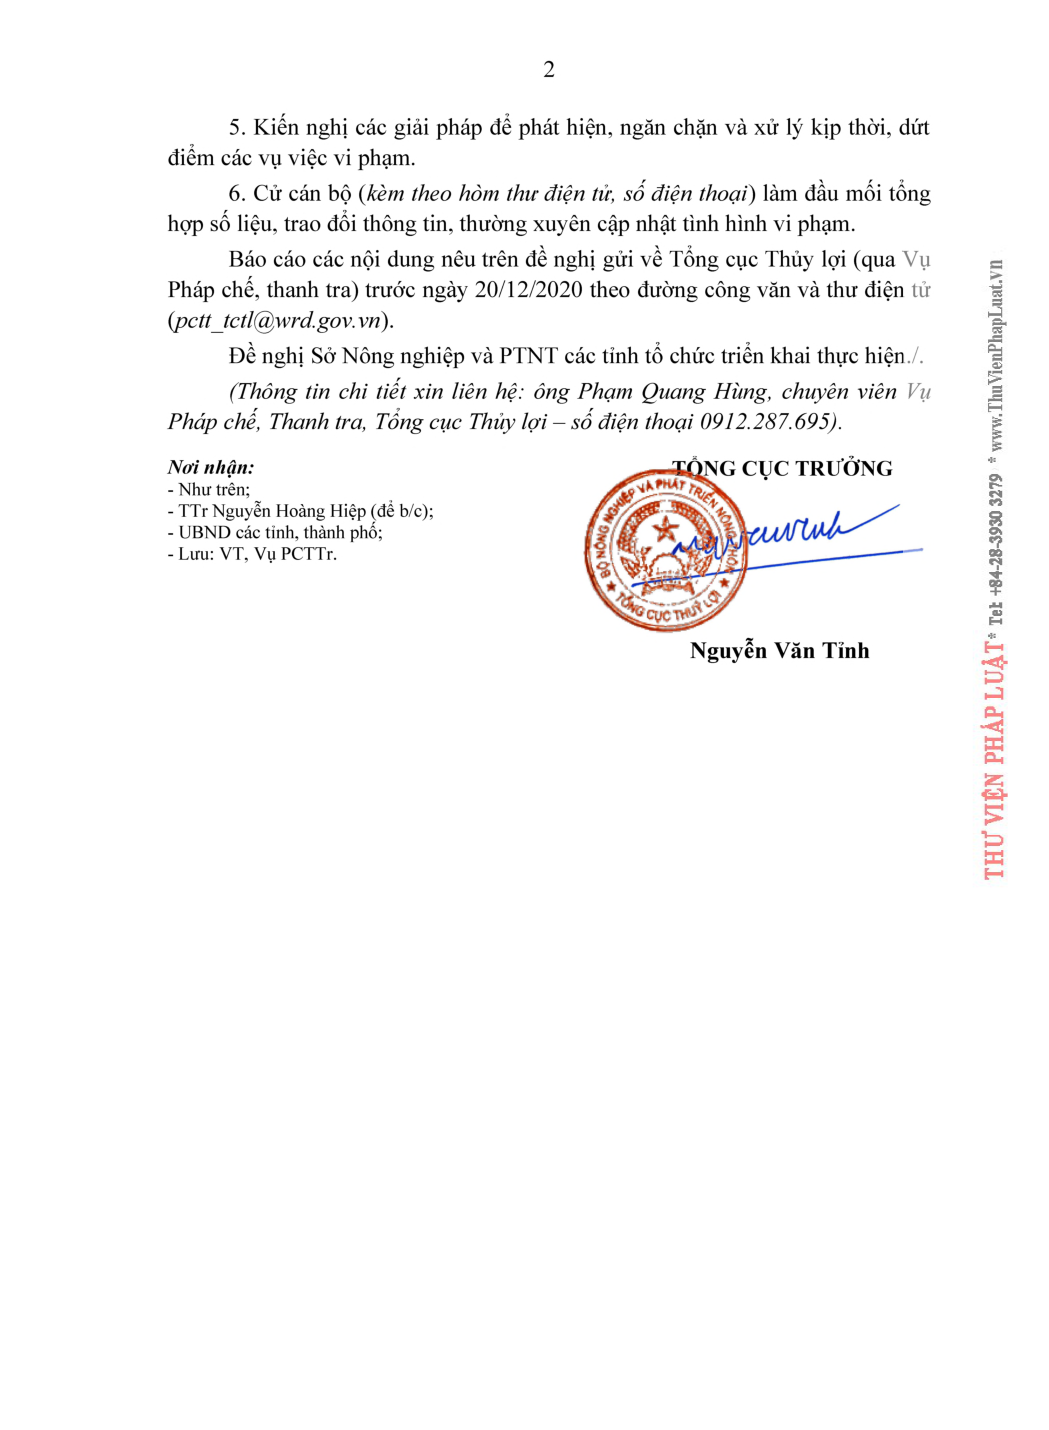 2
5. Kiến nghị các giải pháp để phát hiện, ngăn chặn và xử lý kịp thời, dứt
điểm các vụ việc vi phạm.
6. Cử cán bộ (kèm theo hòm thư điện tử, số điện thoại) làm đầu mối tổng
hợp số liệu, trao đổi thông tin, thường xuyên cập nhật tình hình vi phạm.
Báo cáo các nội dung nêu trên đề nghị gửi về Tổng cục Thủy lợi (qua Vụ
Pháp chế, thanh tra) trước ngày 20/12/2020 theo đường công văn và thư điện tử
(pctt_tctl@wrd.gov.vn).
Đề nghị Sở Nông nghiệp và PTNT các tỉnh tổ chức triển khai thực hiện./.
(Thông tin chi tiết xin liên hệ: ông Phạm Quang Hùng, chuyên viên Vụ
Pháp chế, Thanh tra, Tổng cục Thủy lợi – số điện thoại 0912.287.695).
Nơi nhận:
- Như trên;
- TTr Nguyễn Hoàng Hiệp (để b/c);
- UBND các tỉnh, thành phố;
- Lưu: VT, Vụ PCTTr.
TỔNG CỤC TRƯỞNG
BỘ NÔNG NGHIỆP VÀ PHÁT TRIỂN NÔNG THÔN
TỔNG CỤC THUỶ LỢI
Nguyễn Văn Tỉnh
THƯ VIỆN PHÁP LUẬT * Tel: +84-28-3930 3279 * www.ThuVienPhapLuat.vn